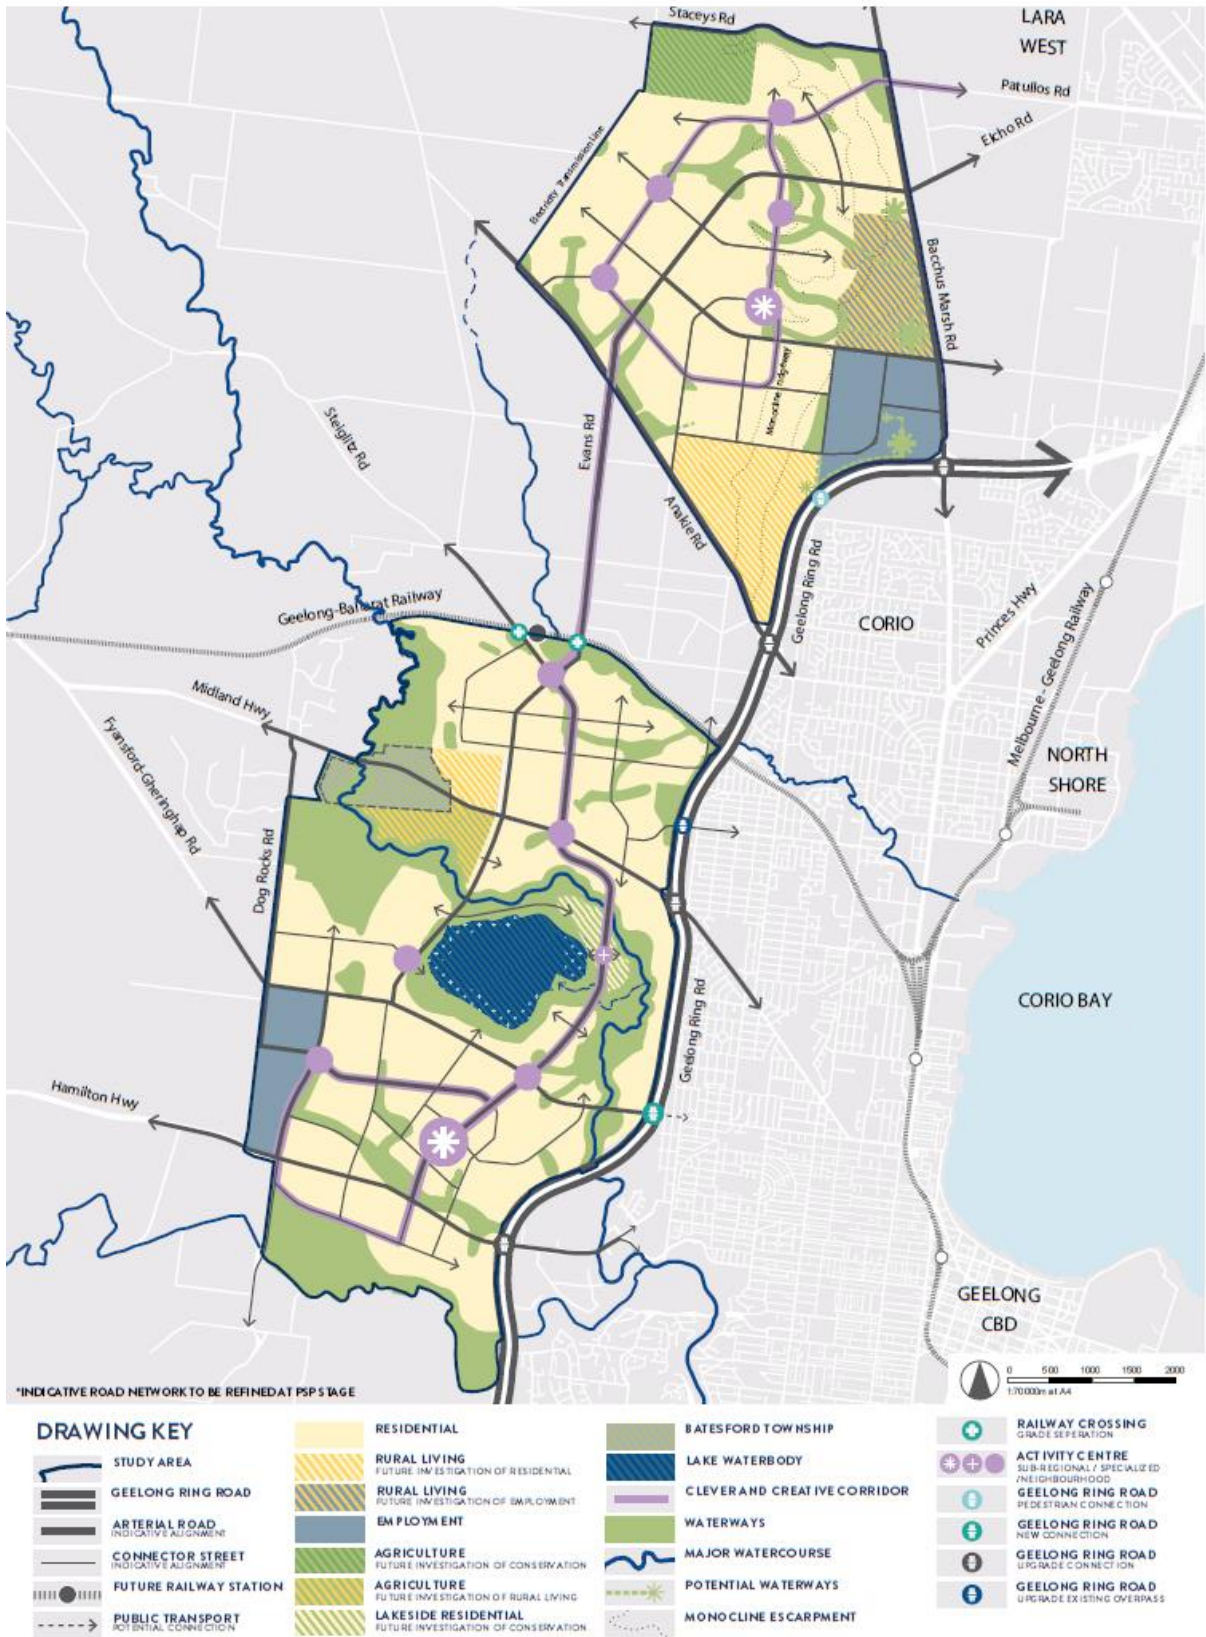 Staceys Rd
LARA
WEST
Patullos Rd
Elcho Rd
Electricity Transmission Line
Bacchus Marsh Rd
Steiglitz Rd
Evans Rd
Anakie Rd
Geelong Ring Rd
CORIO
Princes Hwy
Melbourne - Geelong Railway
Geelong-Ballarat Railway
Midland Hwy
Fyansford-Gheringhap Rd
NORTH
SHORE
Dog Rocks Rd
CORIO BAY
Geelong Ring Rd
Hamilton Hwy
GEELONG
CBD
0 500 1000 1500 2000
1:70 000m at A4
*INDICATIVE ROAD NETWORK TO BE REFINED AT PSP STAGE
DRAWING KEY
STUDY AREA
GEELONG RING ROAD
ARTERIAL ROAD
INDICATIVE ALIGNMENT
CONNECTOR STREET
INDICATIVE ALIGNMENT
FUTURE RAILWAY STATION
PUBLIC TRANSPORT
POTENTIAL CONNECTION
RESIDENTIAL
RURAL LIVING
FUTURE INVESTIGATION OF RESIDENTIAL
RURAL LIVING
FUTURE INVESTIGATION OF EMPLOYMENT
EMPLOYMENT
AGRICULTURE
FUTURE INVESTIGATION OF CONSERVATION
AGRICULTURE
FUTURE INVESTIGATION OF RURAL LIVING
LAKESIDE RESIDENTIAL
FUTURE INVESTIGATION OF CONSERVATION
BATESFORD TOWNSHIP
LAKE WATERBODY
CLEVER AND CREATIVE CORRIDOR
WATERWAYS
MAJOR WATERCOURSE
POTENTIAL WATERWAYS
MONOCLINE ESCARPMENT
RAILWAY CROSSING
GRADE SEPERATION
ACTIVITY CENTRE
SUB-REGIONAL / SPECIALIZED
/NEIGHBOURHOOD
GEELONG RING ROAD
PEDESTRIAN CONNECTION
GEELONG RING ROAD
NEW CONNECTION
GEELONG RING ROAD
UPGRADE CONNECTION
GEELONG RING ROAD
UPGRADE EXISTING OVERPASS